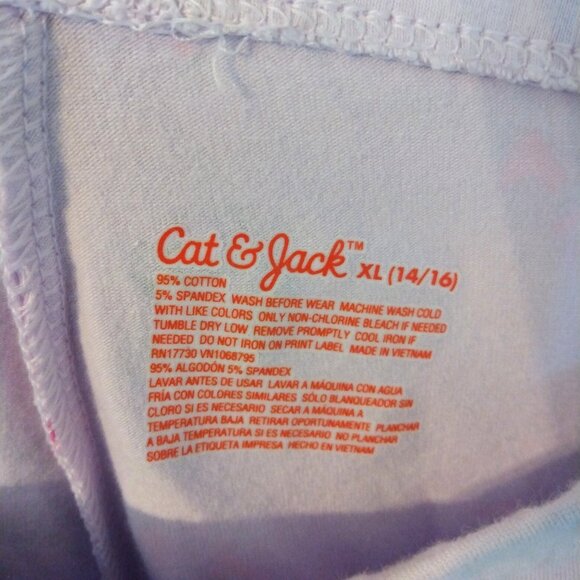 Cat & Jack™ XL (14/16)
95% COTTON
5% SPANDEX WASH BEFORE WEAR MACHINE WASH COLD
WITH LIKE COLORS ONLY NON-CHLORINE BLEACH IF NEEDED
TUMBLE DRY LOW REMOVE PROMPTLY COOL IRON IF
NEEDED DO NOT IRON ON PRINT LABEL MADE IN VIETNAM
RN17730 VN1068795
95% ALGODÓN 5% SPANDEX
LAVAR ANTES DE USAR LAVAR A MÁQUINA CON AGUA
FRÍA CON COLORES SIMILARES SÓLO BLANQUEADOR SIN
CLORO SI ES NECESARIO SECAR A MÁQUINA A
TEMPERATURA BAJA RETIRAR OPORTUNAMENTE PLANCHAR
A BAJA TEMPERATURA SI ES NECESARIO NO PLANCHAR
SOBRE LA ETIQUETA IMPRESA HECHO EN VIETNAM